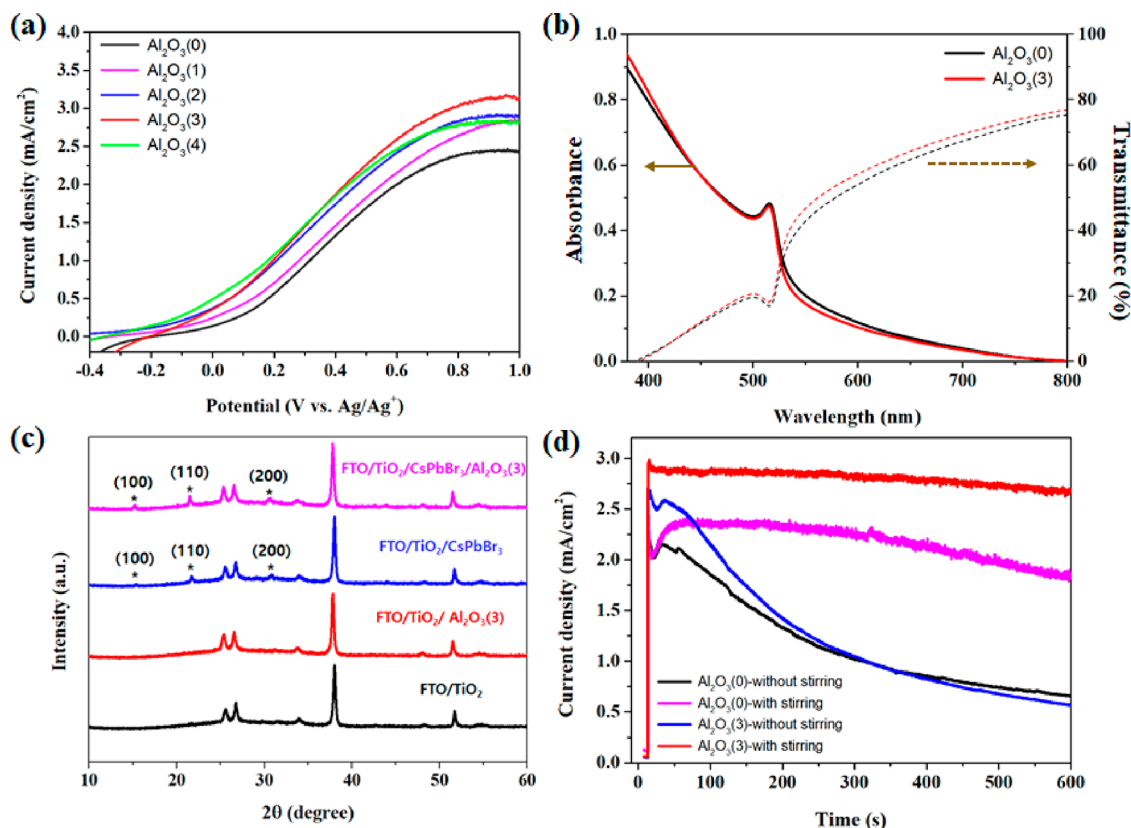 (a)
Al₂O₃(0)
Al₂O₃(1)
Al₂O₃(2)
Al₂O₃(3)
Al₂O₃(4)
4.0
3.5
3.0
2.5
2.0
1.5
1.0
0.5
0.0
Current density (mA/cm²)
-0.4 -0.2 0.0 0.2 0.4 0.6 0.8 1.0
Potential (V vs. Ag/Ag⁺)
(b)
Al₂O₃(0)
Al₂O₃(3)
1.0
0.8
0.6
0.4
0.2
0.0
Absorbance
100
80
60
40
20
0
Transmittance (%)
400 500 600 700 800
Wavelength (nm)
(c)
(100) (110) (200)
* * *
FTO/TiO₂/CsPbBr₃/Al₂O₃(3)
(100) (110) (200)
* * *
FTO/TiO₂/CsPbBr₃
FTO/TiO₂/ Al₂O₃(3)
FTO/TiO₂
Intensity (a.u.)
10 20 30 40 50 60
2θ (degree)
(d)
3.0
2.5
2.0
1.5
1.0
0.5
0.0
Current density (mA/cm²)
Al₂O₃(0)-without stirring
Al₂O₃(0)-with stirring
Al₂O₃(3)-without stirring
Al₂O₃(3)-with stirring
0 100 200 300 400 500 600
Time (s)